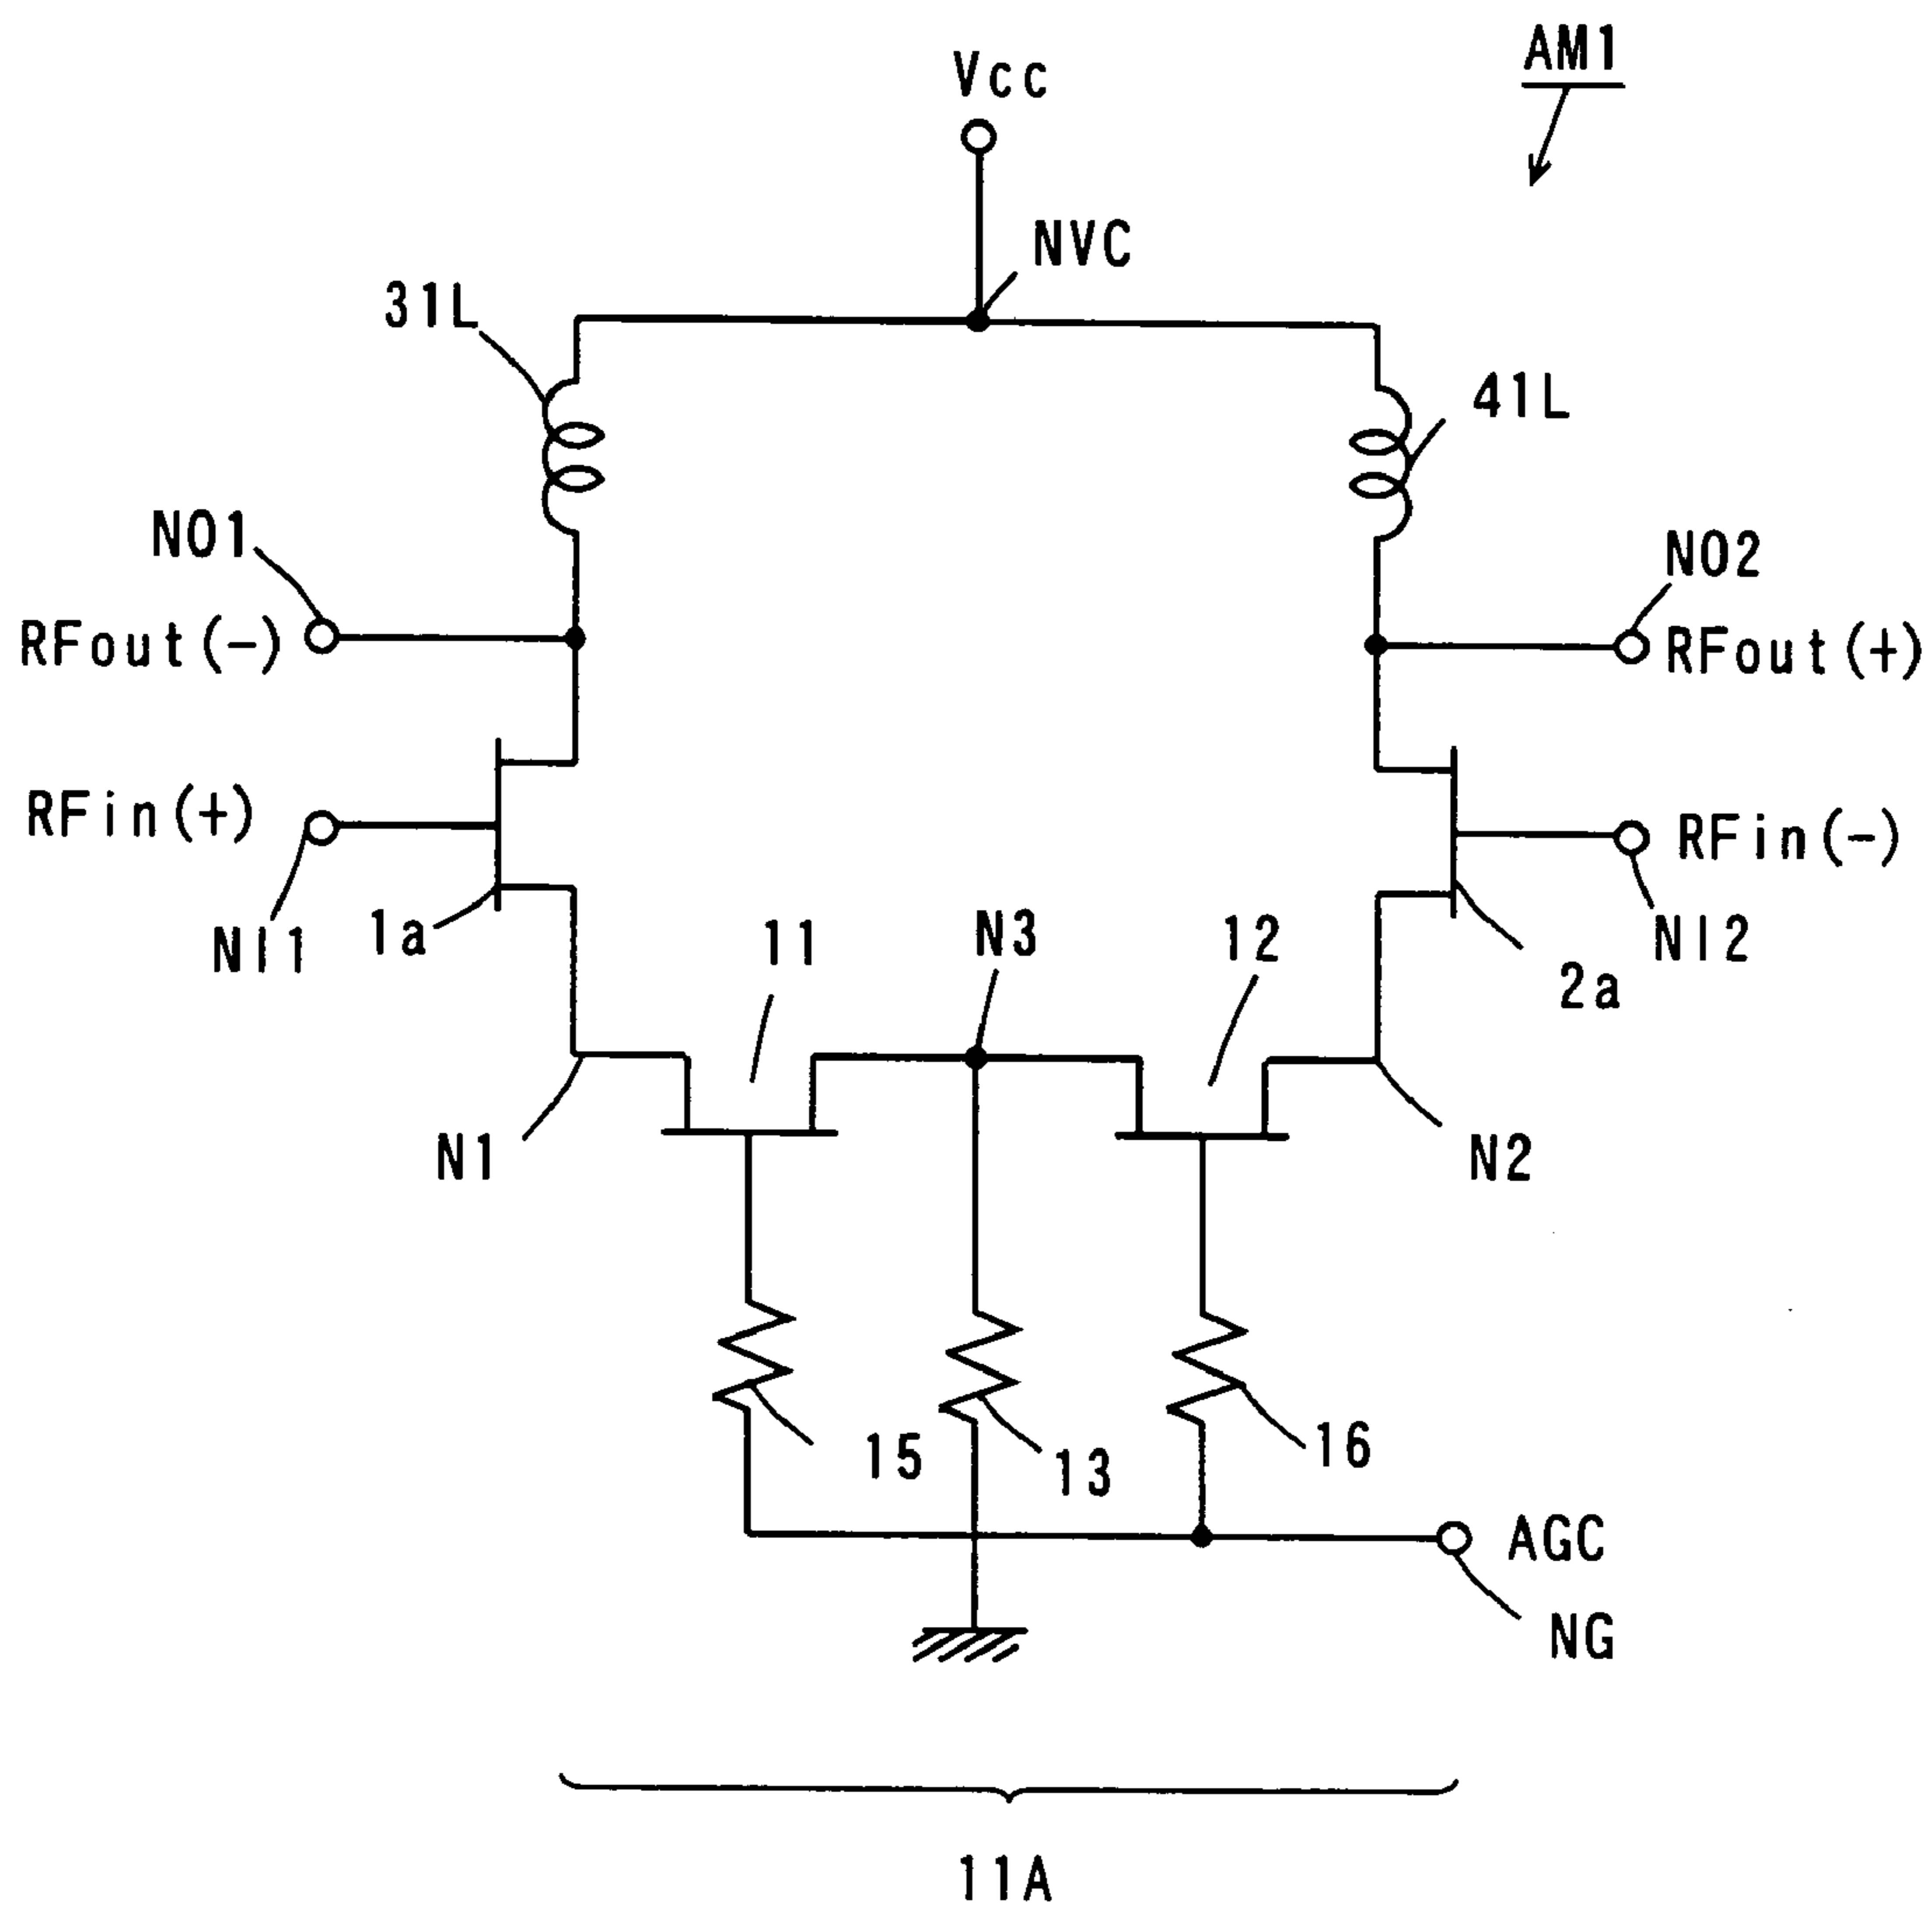 AM1
Vcc
NVC
31L
41L
NO1
NO2
RFout(-)
RFout(+)
RFin(+)
RFin(-)
NI1
1a
11
N3
12
NI2
2a
N1
N2
15
13
16
AGC
NG
11A